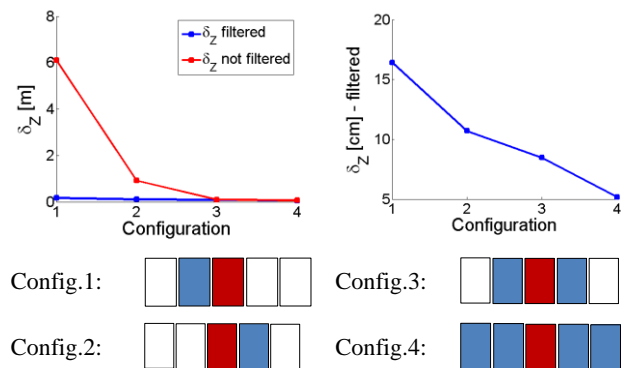 8
6
4
2
0
1 2 3 4
δZ [m]
Configuration
δZ filtered
δZ not filtered
20
15
10
5
1 2 3 4
δZ [cm] - filtered
Configuration
Config.1:
Config.3:
Config.2:
Config.4: